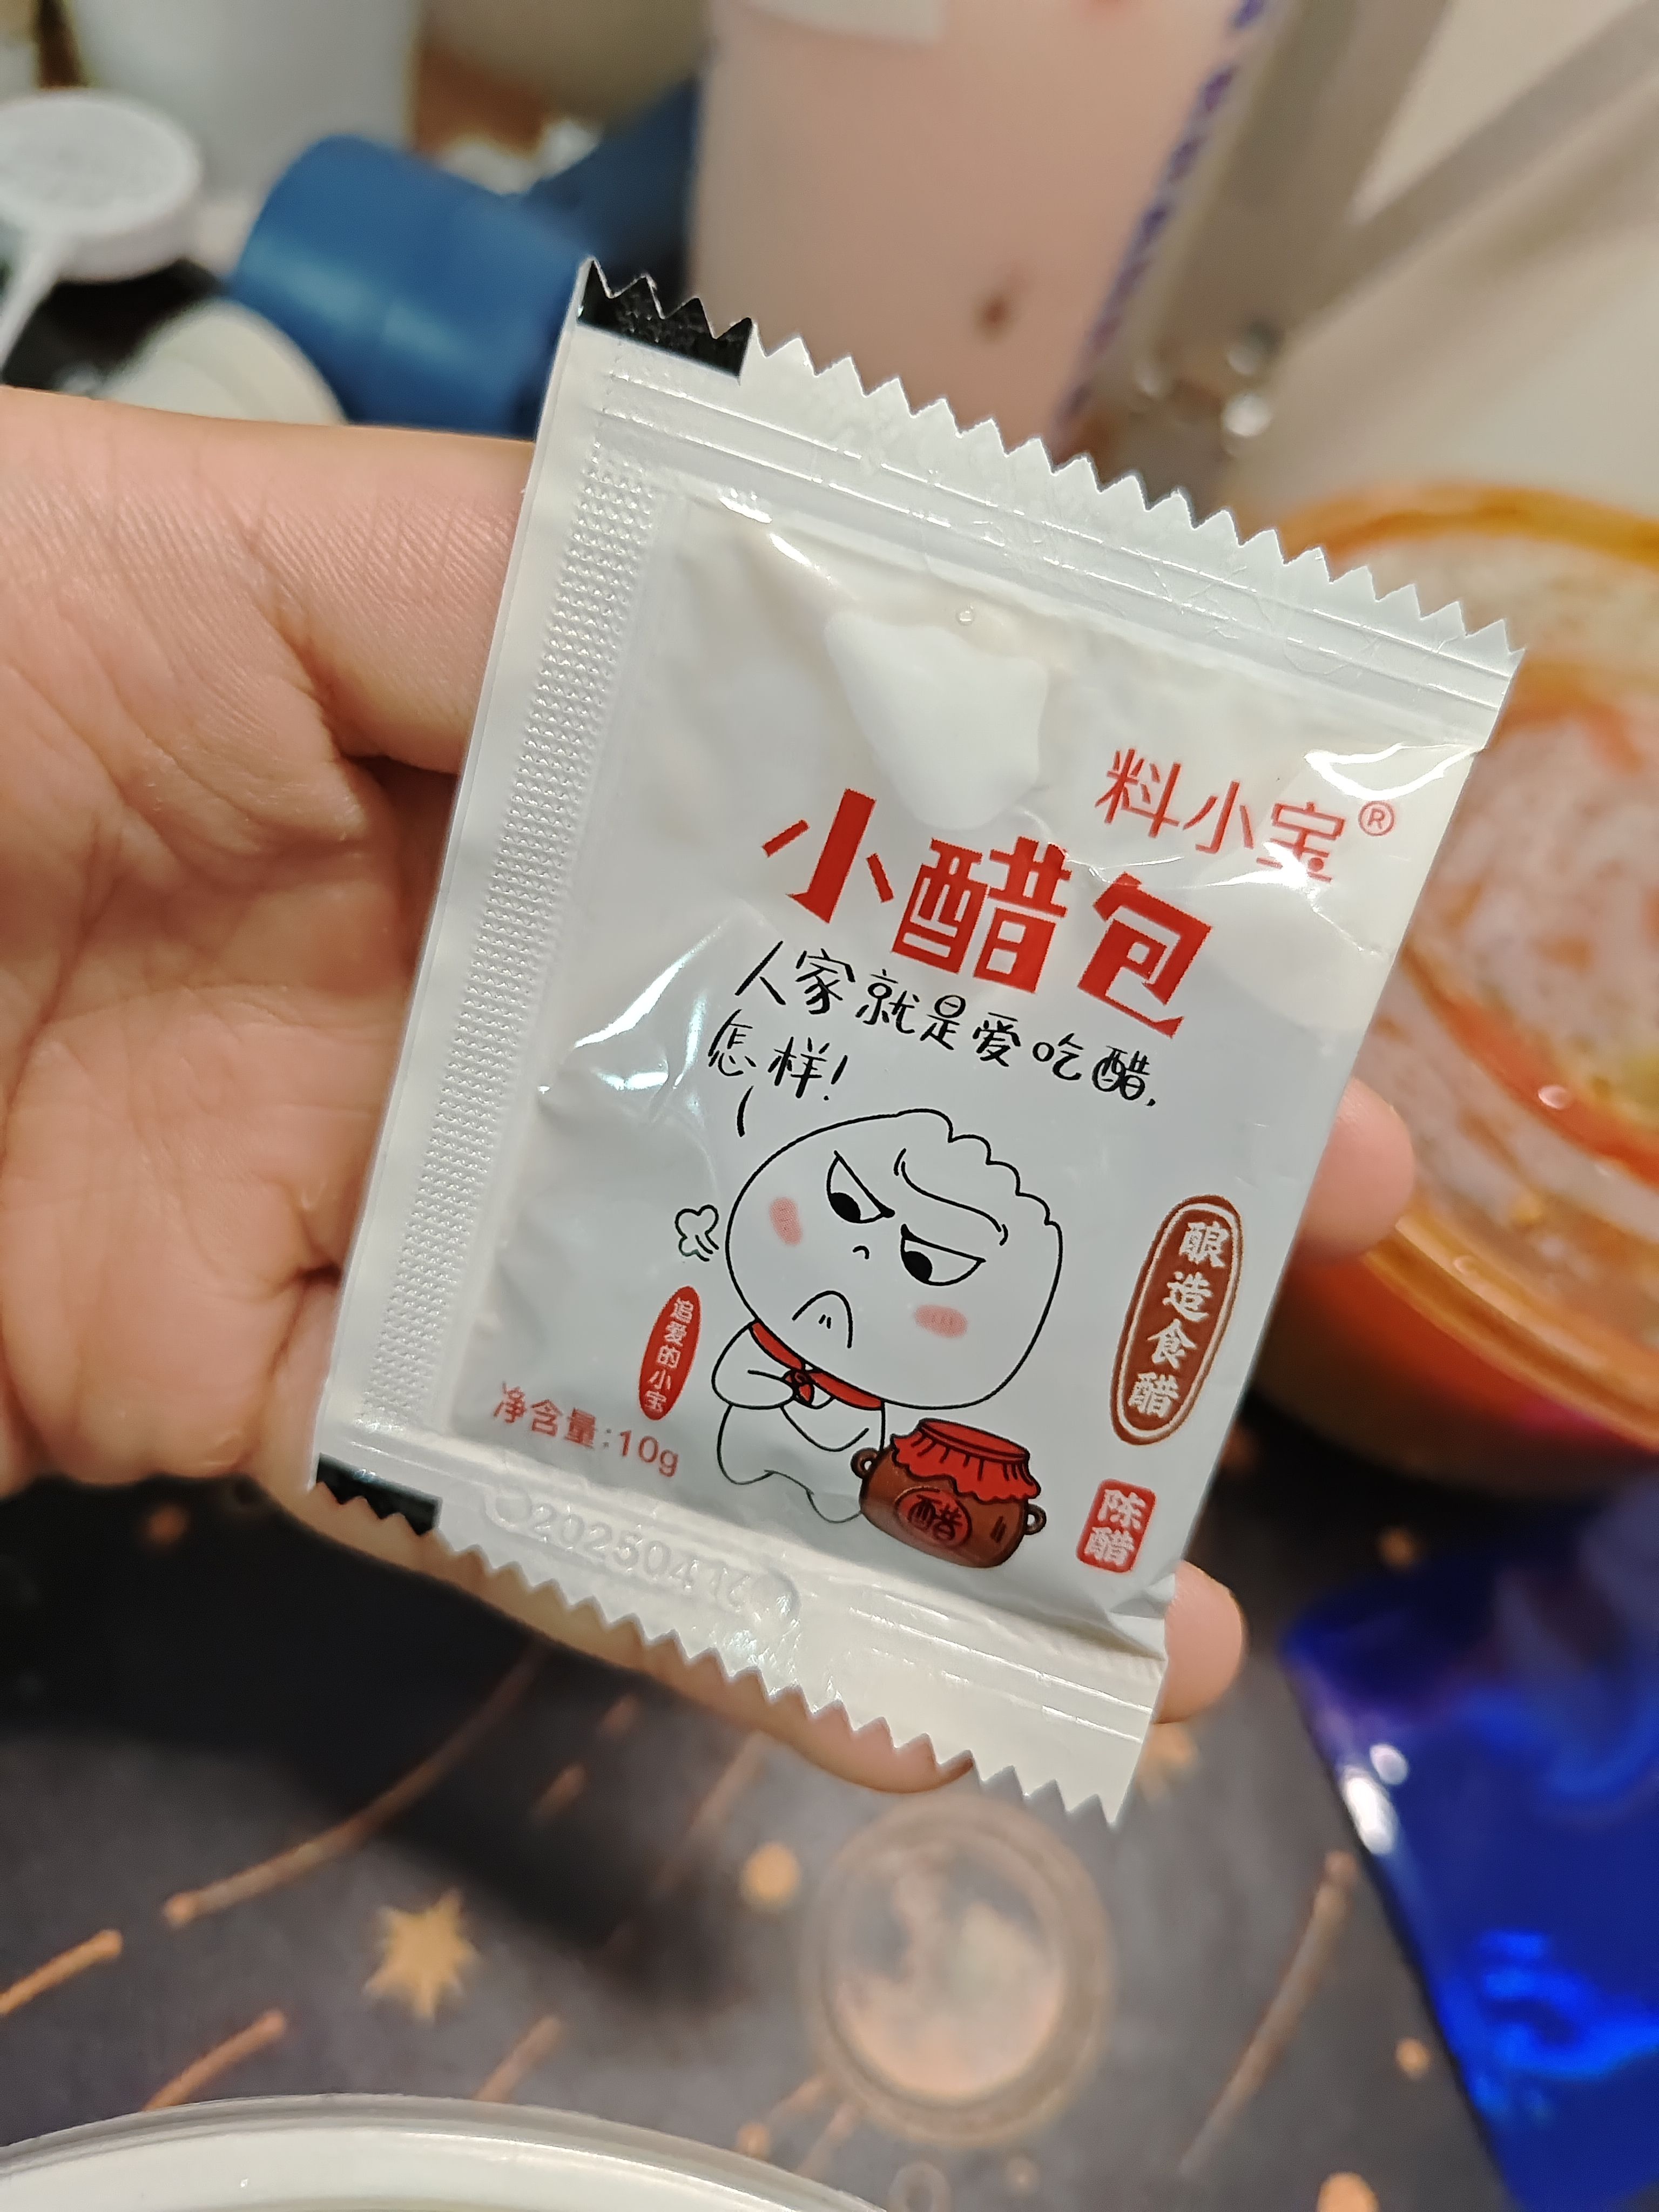 料小宝®
小醋包
人家就是爱吃醋,
怎样!
酿造食醋
追爱的小宝
净含量:10g
醋
陈醋